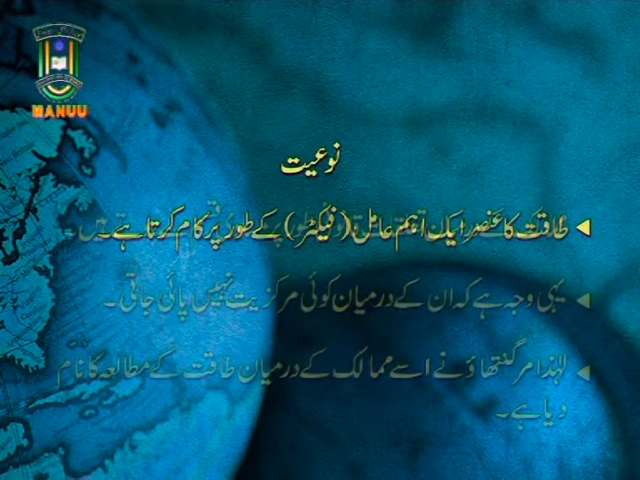 MANUU
نوعیت
طاقت کا عنصر ایک اہم عامل (فیکٹر) کے طور پر کام کرتا ہے۔
یہی وجہ ہے کہ ان کے درمیان کوئی مرکزیت نہیں پائی جاتی۔
لہٰذا مرگنتھاؤ نے اسے ممالک کے درمیان طاقت کے مطالعہ کا نام
دیا ہے۔